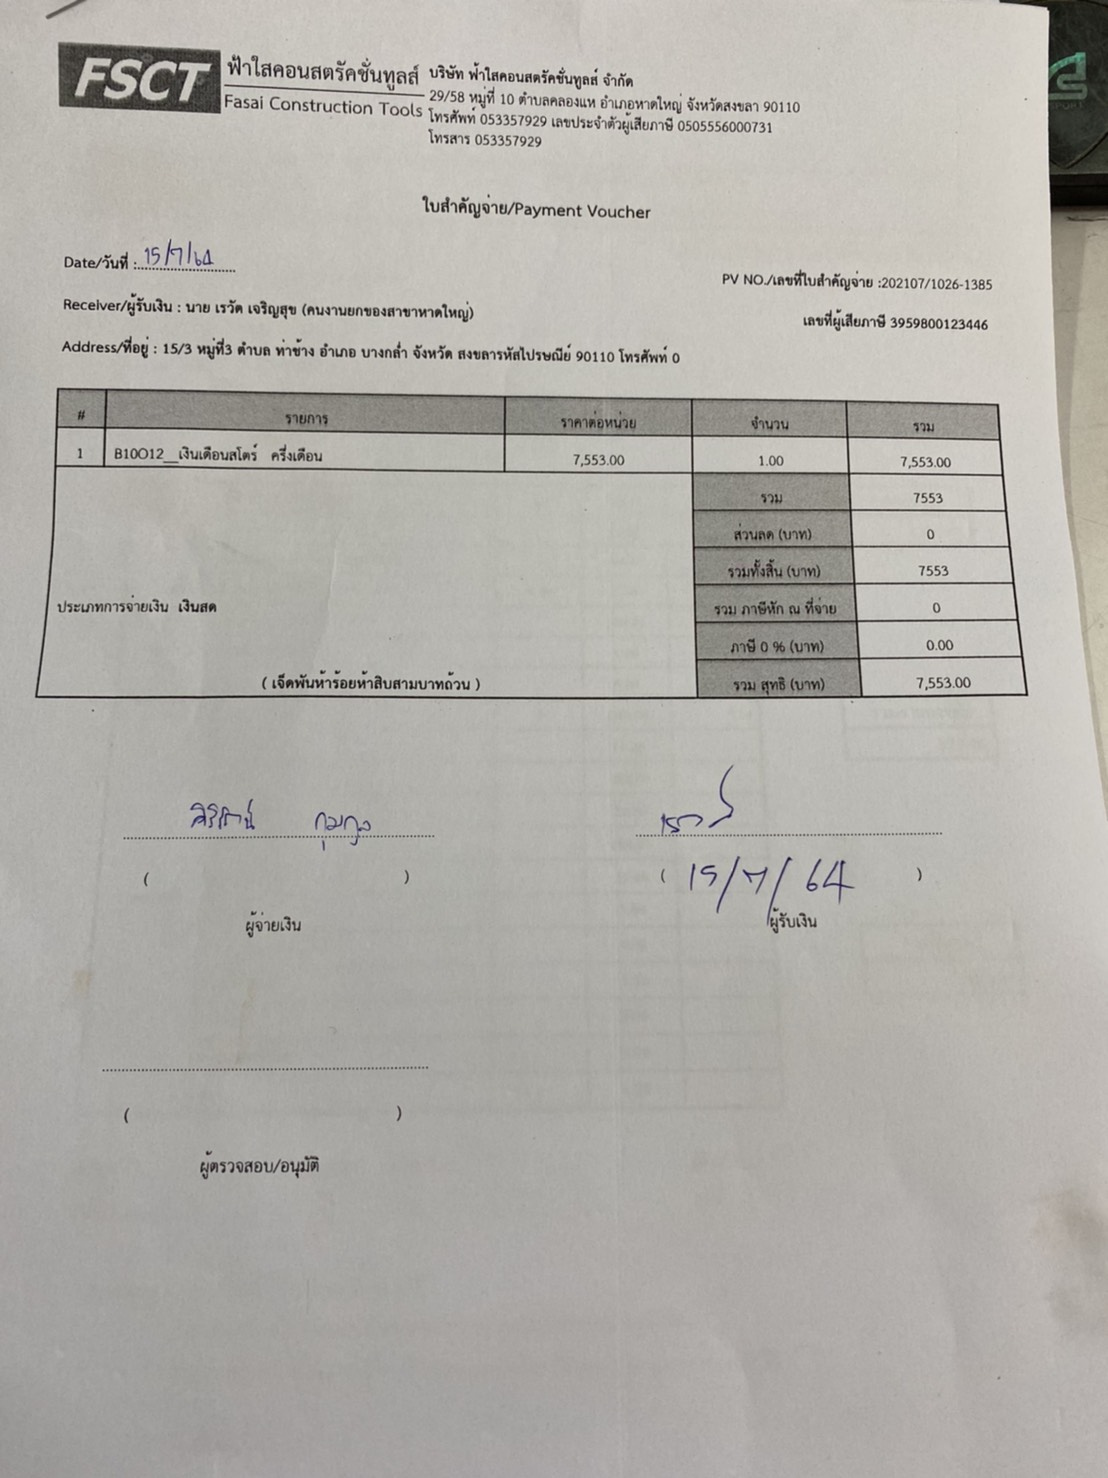 FSCT
ฟ้าใสคอนสตรัคชั่นทูลส์
Fasai Construction Tools
บริษัท ฟ้าใสคอนสตรัคชั่นทูลส์ จำกัด
29/58 หมู่ที่ 10 ตำบลคลองแห อำเภอหาดใหญ่ จังหวัดสงขลา 90110
โทรศัพท์ 053357929 เลขประจำตัวผู้เสียภาษี 0505556000731
โทรสาร 053357929
ใบสำคัญจ่าย/Payment Voucher
Date/วันที่ : 15/7/64
PV NO./เลขที่ใบสำคัญจ่าย :202107/1026-1385
Receiver/ผู้รับเงิน : นาย เรวัต เจริญสุข (คนงานยกของสาขาหาดใหญ่)
เลขที่ผู้เสียภาษี 3959800123446
Address/ที่อยู่ : 15/3 หมู่ที่3 ตำบล ท่าช้าง อำเภอ บางกล่ำ จังหวัด สงขลารหัสไปรษณีย์ 90110 โทรศัพท์ 0
# รายการ ราคาต่อหน่วย จำนวน รวม
1 B10O12__เงินเดือนสโตร์ ครึ่งเดือน 7,553.00 1.00 7,553.00
รวม 7553
ส่วนลด (บาท) 0
รวมทั้งสิ้น (บาท) 7553
ประเภทการจ่ายเงิน เงินสด รวม ภาษีหัก ณ ที่จ่าย 0
ภาษี 0 % (บาท) 0.00
( เจ็ดพันห้าร้อยห้าสิบสามบาทถ้วน ) รวม สุทธิ (บาท) 7,553.00
( ) ( 15/7/64 )
ผู้จ่ายเงิน ผู้รับเงิน
( )
ผู้ตรวจสอบ/อนุมัติ